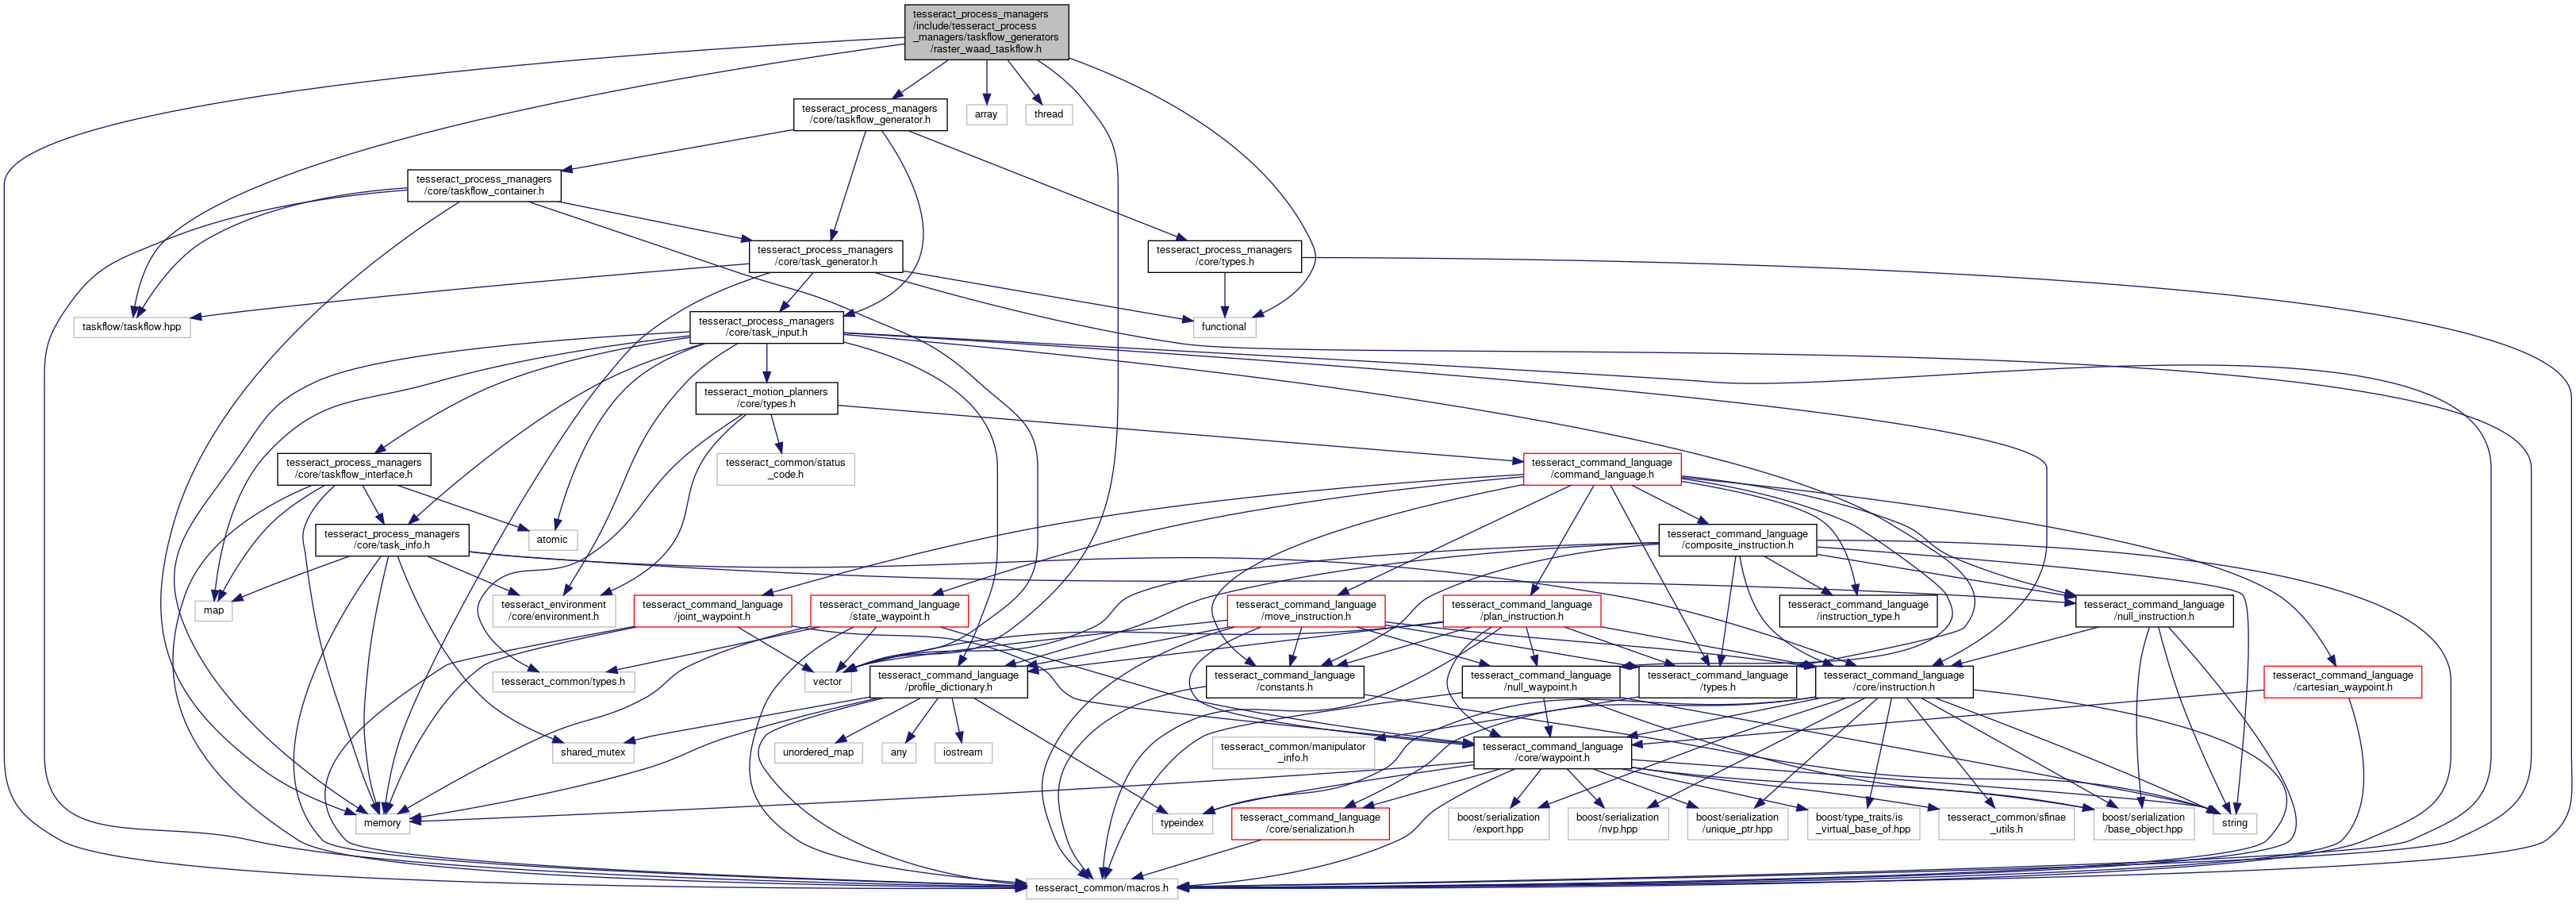 tesseract_process_managers
/include/tesseract_process
_managers/taskflow_generators
/raster_waad_taskflow.h
tesseract_process_managers
/core/taskflow_generator.h
array
thread
tesseract_process_managers
/core/taskflow_container.h
tesseract_process_managers
/core/task_generator.h
tesseract_process_managers
/core/types.h
taskflow/taskflow.hpp
tesseract_process_managers
/core/task_input.h
functional
tesseract_motion_planners
/core/types.h
tesseract_process_managers
/core/taskflow_interface.h
tesseract_common/status
_code.h
tesseract_command_language
/command_language.h
tesseract_process_managers
/core/task_info.h
atomic
tesseract_command_language
/composite_instruction.h
map
tesseract_environment
/core/environment.h
tesseract_command_language
/joint_waypoint.h
tesseract_command_language
/state_waypoint.h
tesseract_command_language
/move_instruction.h
tesseract_command_language
/plan_instruction.h
tesseract_command_language
/instruction_type.h
tesseract_command_language
/null_instruction.h
tesseract_common/types.h
vector
tesseract_command_language
/profile_dictionary.h
tesseract_command_language
/constants.h
tesseract_command_language
/null_waypoint.h
tesseract_command_language
/types.h
tesseract_command_language
/core/instruction.h
tesseract_command_language
/cartesian_waypoint.h
shared_mutex
unordered_map
any
iostream
tesseract_common/manipulator
_info.h
tesseract_command_language
/core/waypoint.h
memory
typeindex
tesseract_command_language
/core/serialization.h
boost/serialization
/export.hpp
boost/serialization
/nvp.hpp
boost/serialization
/unique_ptr.hpp
boost/type_traits/is
_virtual_base_of.hpp
tesseract_common/sfinae
_utils.h
boost/serialization
/base_object.hpp
string
tesseract_common/macros.h